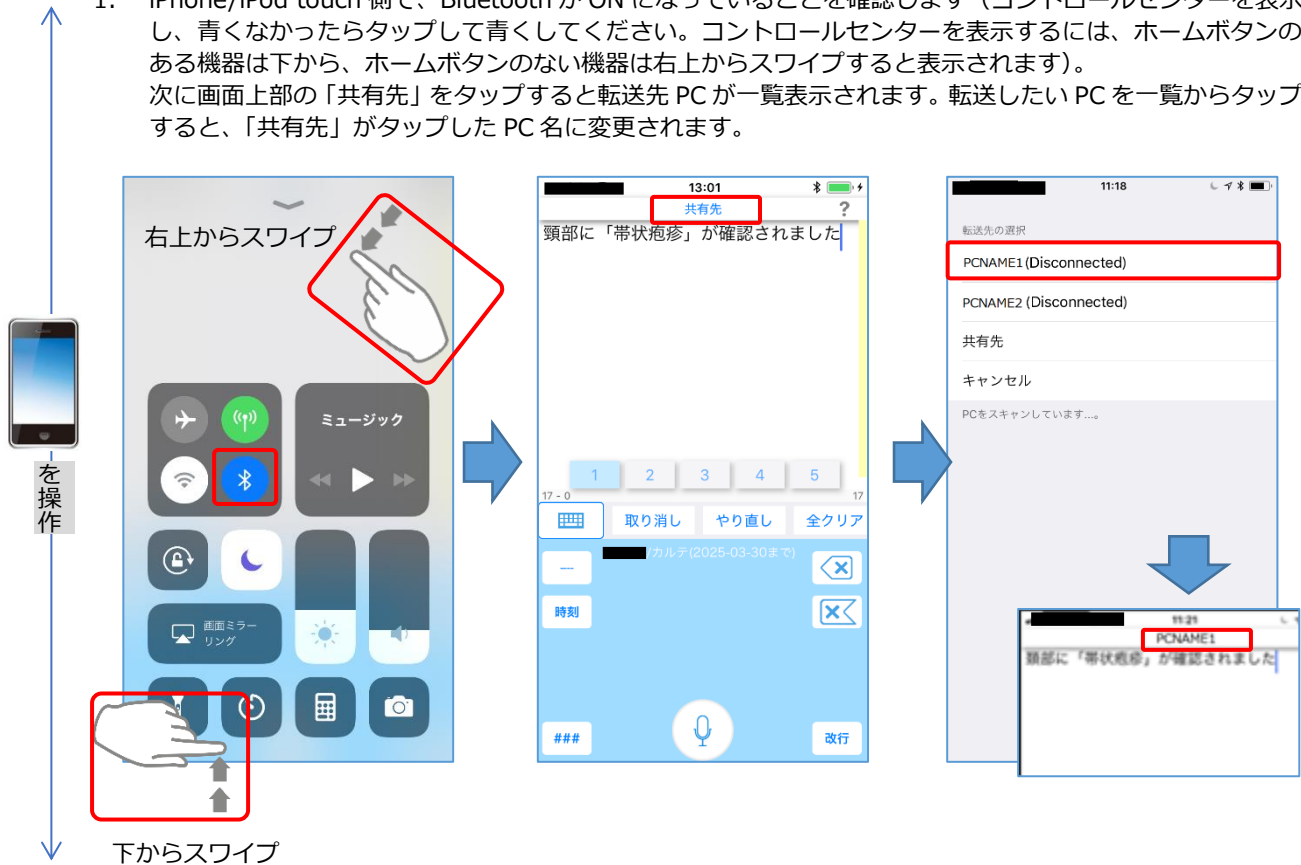 1. iPhone/iPod touch 側で、Bluetooth が ON になっていることを確認します（コントロールセンターを表示
し、青くなかったらタップして青くしてください。コントロールセンターを表示するには、ホームボタンの
ある機器は下から、ホームボタンのない機器は右上からスワイプすると表示されます）。
次に画面上部の「共有先」をタップすると転送先 PC が一覧表示されます。転送したい PC を一覧からタップ
すると、「共有先」がタップした PC 名に変更されます。
を操作
右上からスワイプ
ミュージック
画面ミラー
リング
下からスワイプ
13:01
共有先
?
頸部に「帯状疱疹」が確認されました
1 2 3 4 5
17 - 0 17
取り消し やり直し 全クリア
/カルテ(2025-03-30まで)
---
時刻
###
改行
11:18
転送先の選択
PCNAME1(Disconnected)
PCNAME2 (Disconnected)
共有先
キャンセル
PCをスキャンしています...。
11:21
PCNAME1
頸部に「帯状疱疹」が確認されました